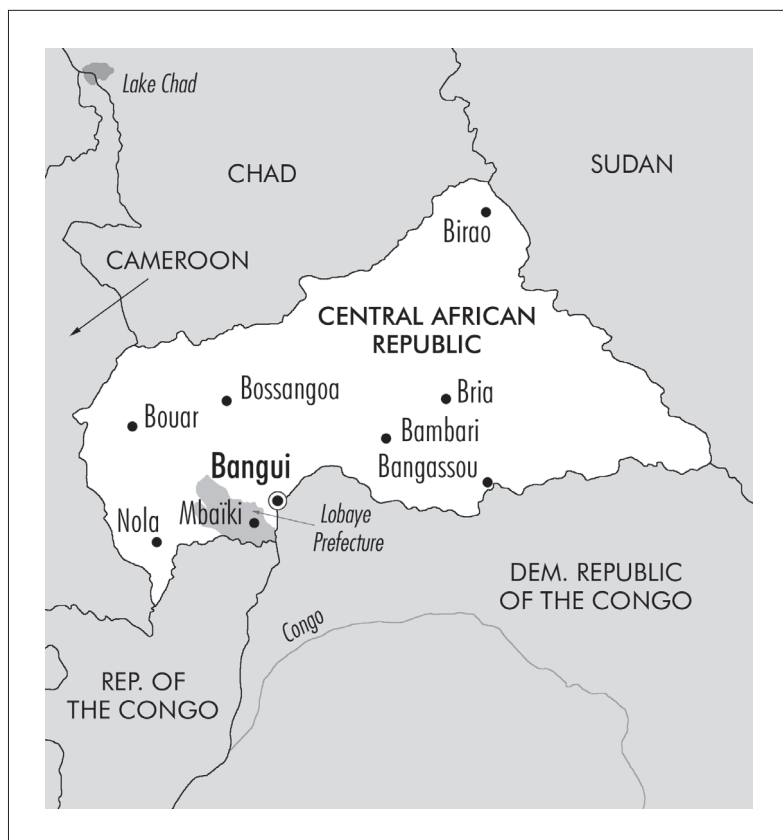 Lake Chad
CHAD
SUDAN
Birao
CAMEROON
CENTRAL AFRICAN
REPUBLIC
Bossangoa
Bria
Bouar
Bambari
Bangui
Bangassou
Mbaïki
Nola
Lobaye
Prefecture
DEM. REPUBLIC
OF THE CONGO
Congo
REP. OF
THE CONGO